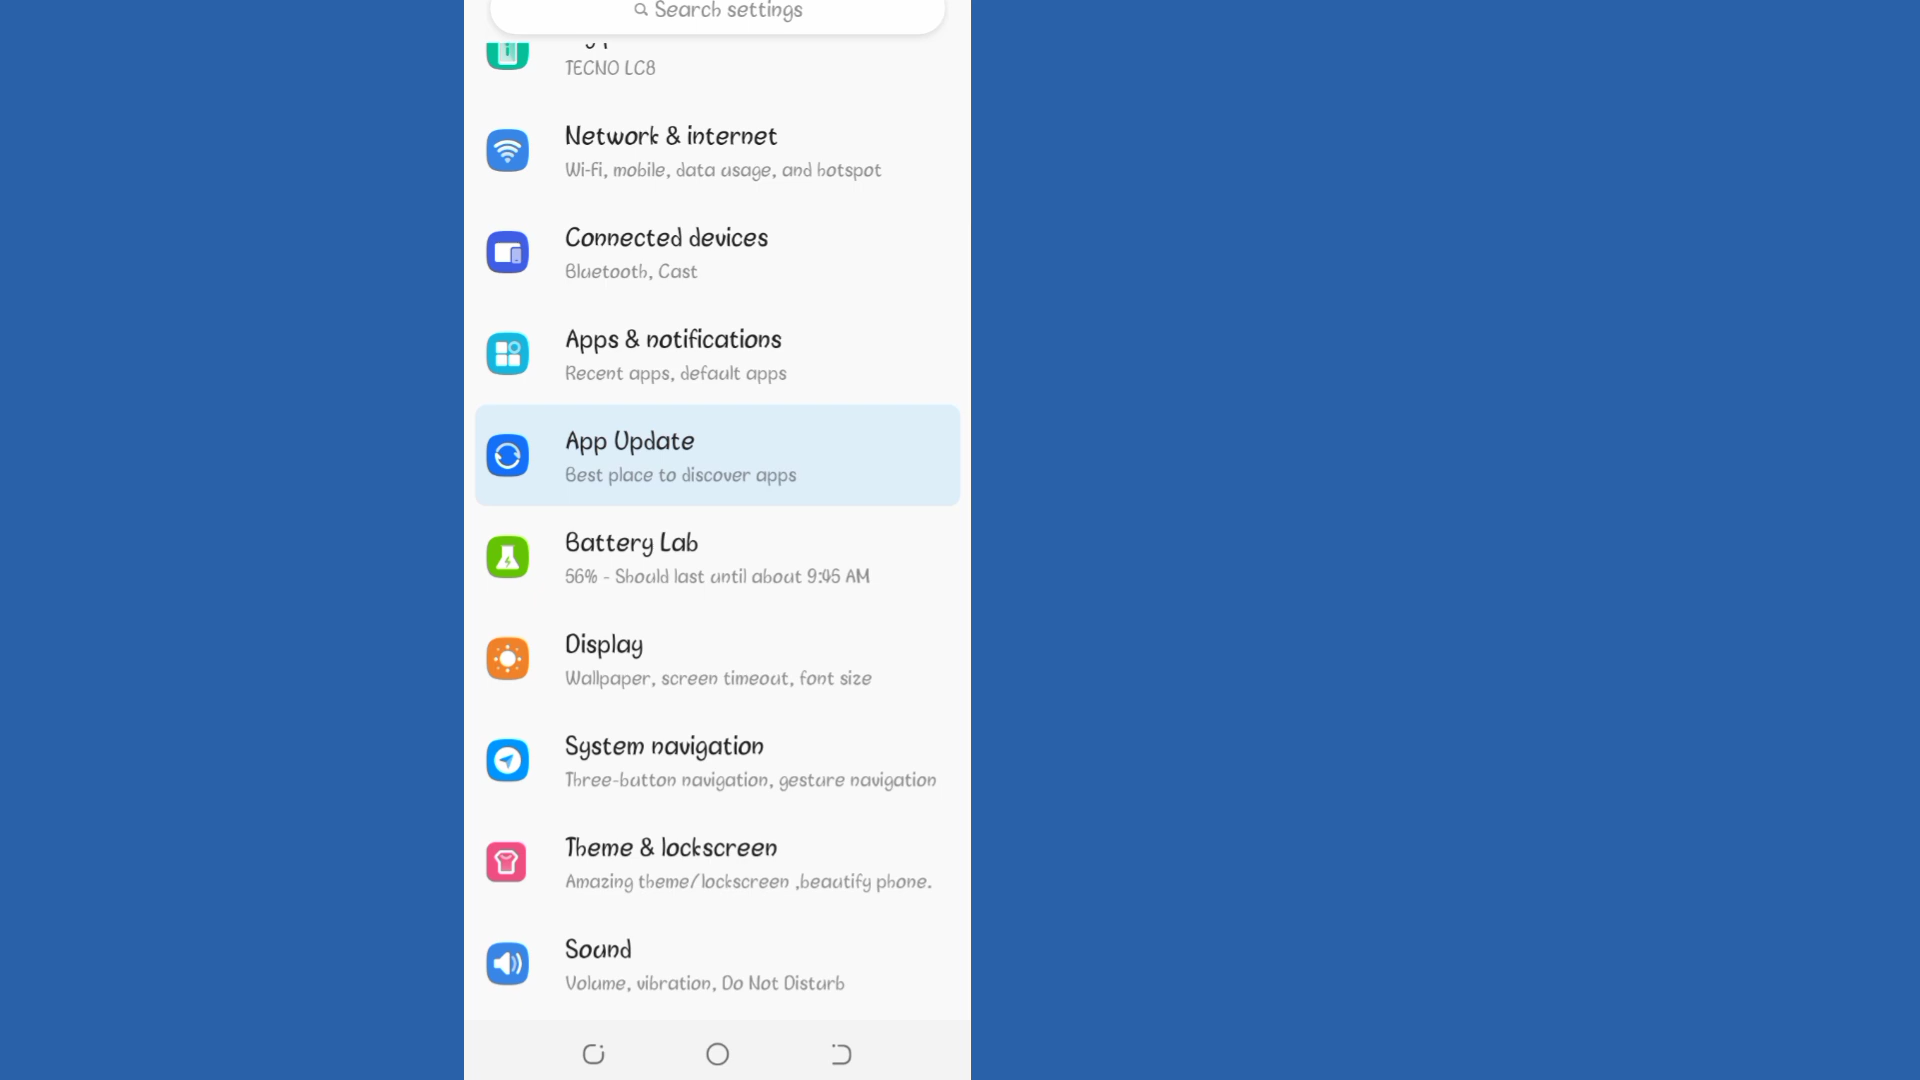 Search settings
TECNO LC8
Network & internet
Wi-Fi, mobile, data usage, and hotspot
Connected devices
Bluetooth, Cast
Apps & notifications
Recent apps, default apps
App Update
Best place to discover apps
Battery Lab
56% - Should last until about 9:45 AM
Display
Wallpaper, screen timeout, font size
System navigation
Three-button navigation, gesture navigation
Theme & lockscreen
Amazing theme/lockscreen ,beautify phone.
Sound
Volume, vibration, Do Not Disturb